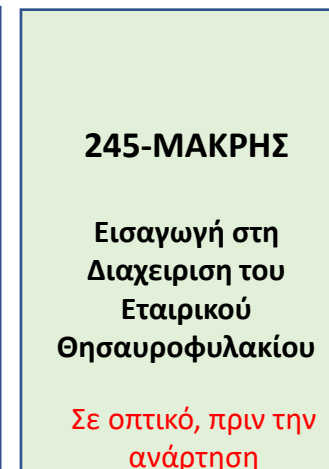 245-ΜΑΚΡΗΣ
Εισαγωγή στη
Διαχειριση του
Εταιρικού
Θησαυροφυλακίου
Σε οπτικό, πριν την
ανάρτηση